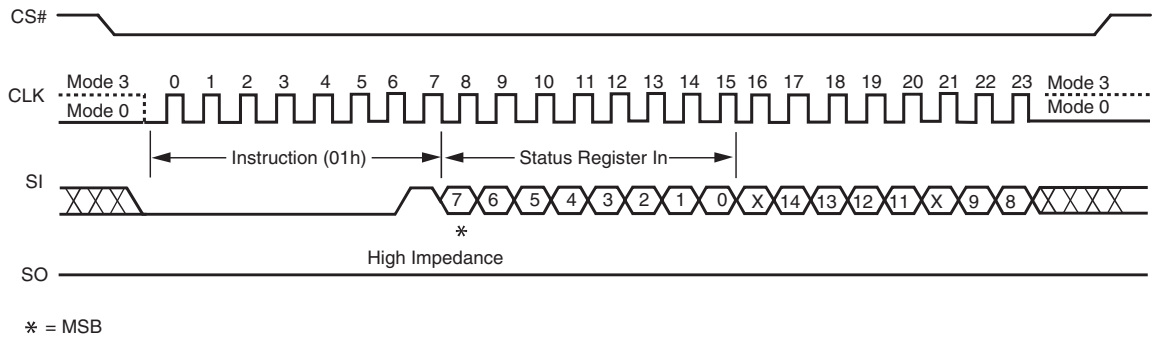 CS#
Mode 3 0 1 2 3 4 5 6 7 8 9 10 11 12 13 14 15 16 17 18 19 20 21 22 23 Mode 3
CLK
Mode 0 Mode 0
Instruction (01h) Status Register In
SI
7 6 5 4 3 2 1 0 X 14 13 12 11 X 9 8
*
High Impedance
SO
* = MSB